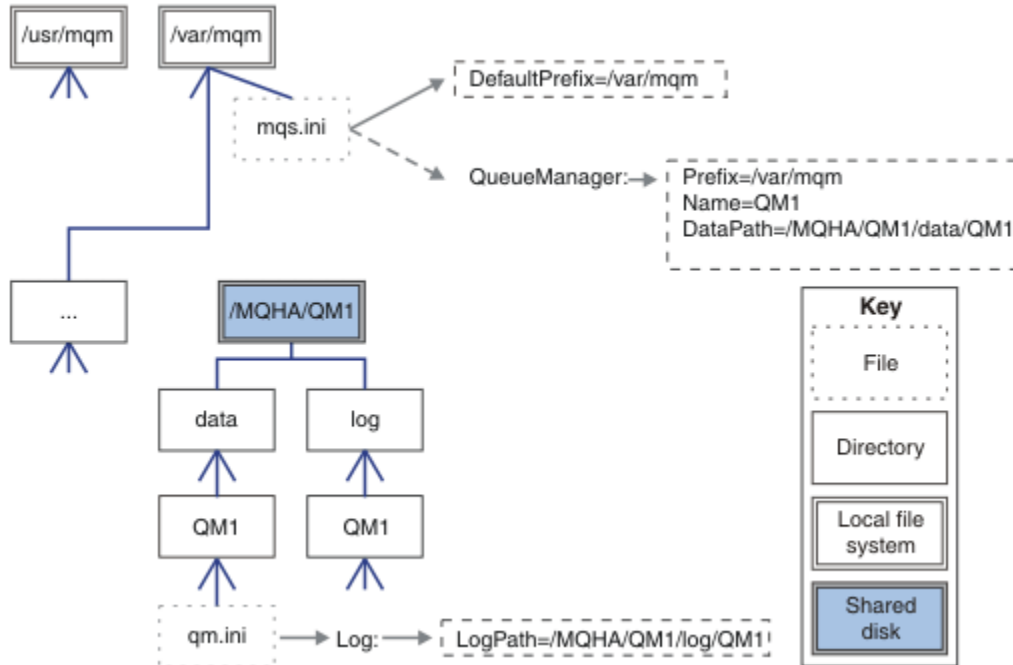 /usr/mqm
/var/mqm
mqs.ini
DefaultPrefix=/var/mqm
QueueManager:
Prefix=/var/mqm
Name=QM1
DataPath=/MQHA/QM1/data/QM1
...
/MQHA/QM1
data
log
QM1
QM1
qm.ini
Log:
LogPath=/MQHA/QM1/log/QM1
Key
File
Directory
Local file
system
Shared
disk